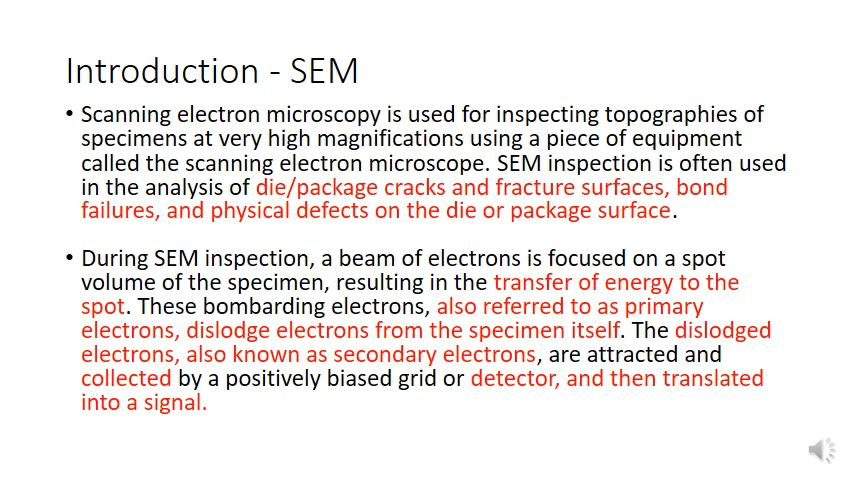 Introduction - SEM
• Scanning electron microscopy is used for inspecting topographies of
specimens at very high magnifications using a piece of equipment
called the scanning electron microscope. SEM inspection is often used
in the analysis of die/package cracks and fracture surfaces, bond
failures, and physical defects on the die or package surface.
• During SEM inspection, a beam of electrons is focused on a spot
volume of the specimen, resulting in the transfer of energy to the
spot. These bombarding electrons, also referred to as primary
electrons, dislodge electrons from the specimen itself. The dislodged
electrons, also known as secondary electrons, are attracted and
collected by a positively biased grid or detector, and then translated
into a signal.